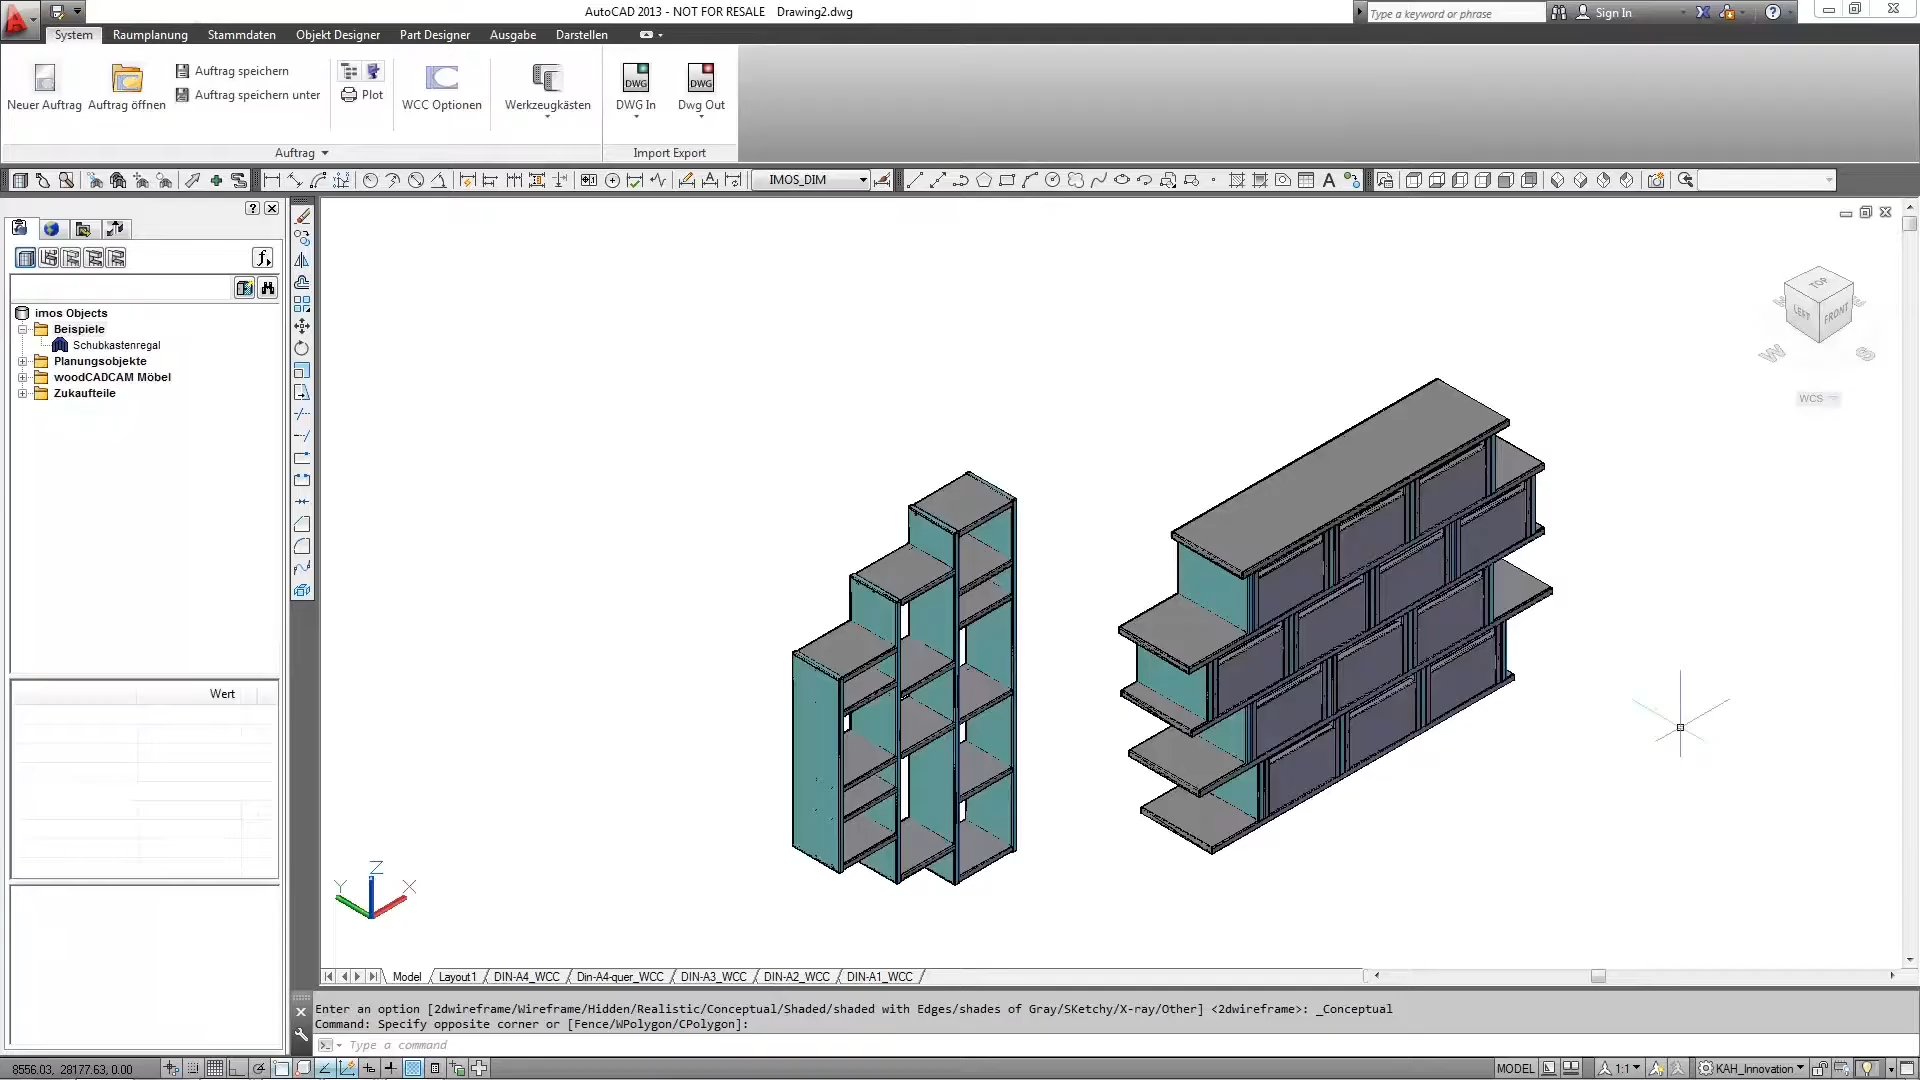 AutoCAD 2013 - NOT FOR RESALE Drawing2.dwg
Type a keyword or phrase
Sign In
System Raumplanung Stammdaten Objekt Designer Part Designer Ausgabe Darstellen
Neuer Auftrag
Auftrag öffnen
Auftrag speichern
Auftrag speichern unter
Plot
WCC Optionen
Werkzeugkästen
DWG
DWG In
DWG
Dwg Out
Auftrag
Import Export
IMOS_DIM
imos Objects
Beispiele
Schubkastenregal
Planungsobjekte
woodCADCAM Möbel
Zukaufteile
Wert
TOP
LEFT
FRONT
W
S
WCS
Z
Y
X
Model Layout1 DIN-A4_WCC Din-A4-quer_WCC DIN-A3_WCC DIN-A2_WCC DIN-A1_WCC
Enter an option [2dwireframe/Wireframe/Hidden/Realistic/Conceptual/Shaded/shaded with Edges/shades of Gray/SKetchy/X-ray/Other] <2dwireframe>: _Conceptual
Command: Specify opposite corner or [Fence/WPolygon/CPolygon]:
Type a command
8556.03, 28177.63, 0.00
MODEL
1:1
KAH_Innovation